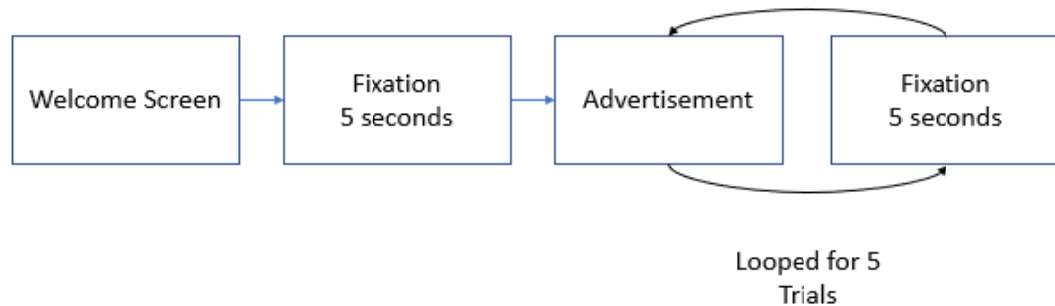 Welcome Screen
Fixation
5 seconds
Advertisement
Fixation
5 seconds
Looped for 5
Trials